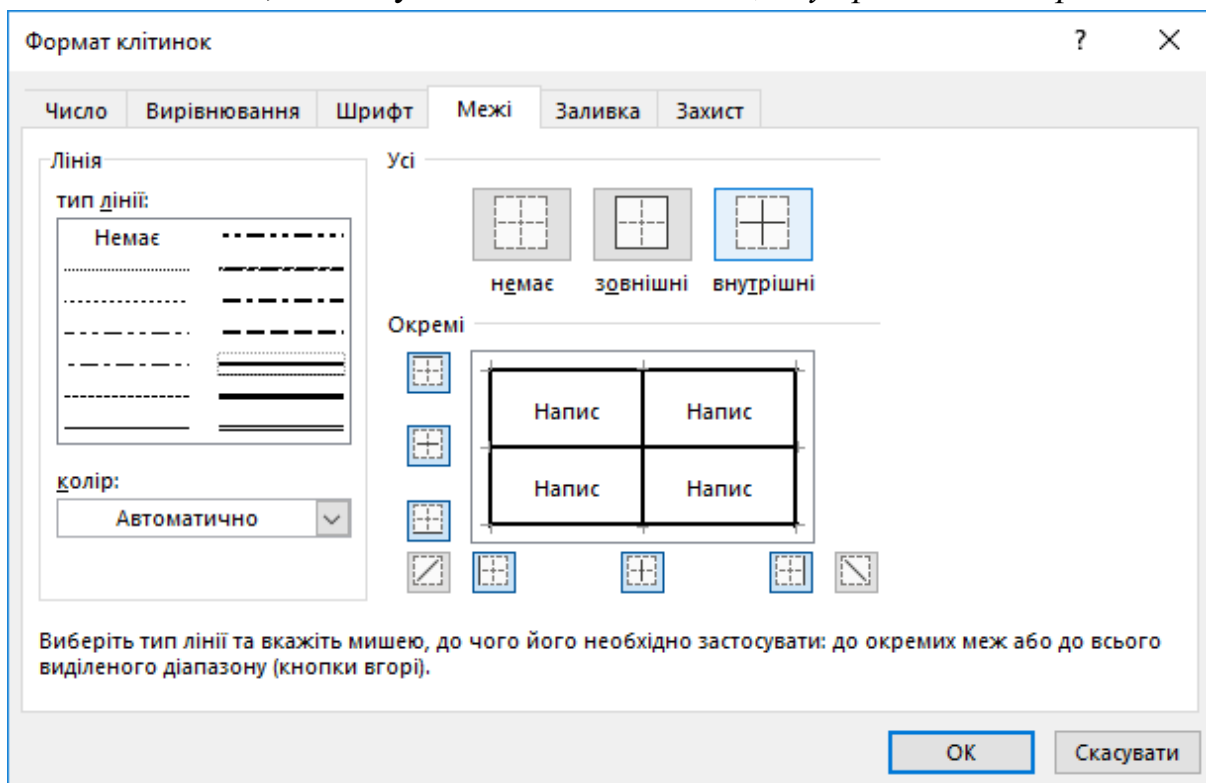 Формат клітинок ? ×
Число Вирівнювання Шрифт Межі Заливка Захист
Лінія
тип лінії:
Немає
колір:
Автоматично
Усі
немає зовнішні внутрішні
Окремі
Напис Напис
Напис Напис
Виберіть тип лінії та вкажіть мишею, до чого його необхідно застосувати: до окремих меж або до всього
виділеного діапазону (кнопки вгорі).
ОК Скасувати